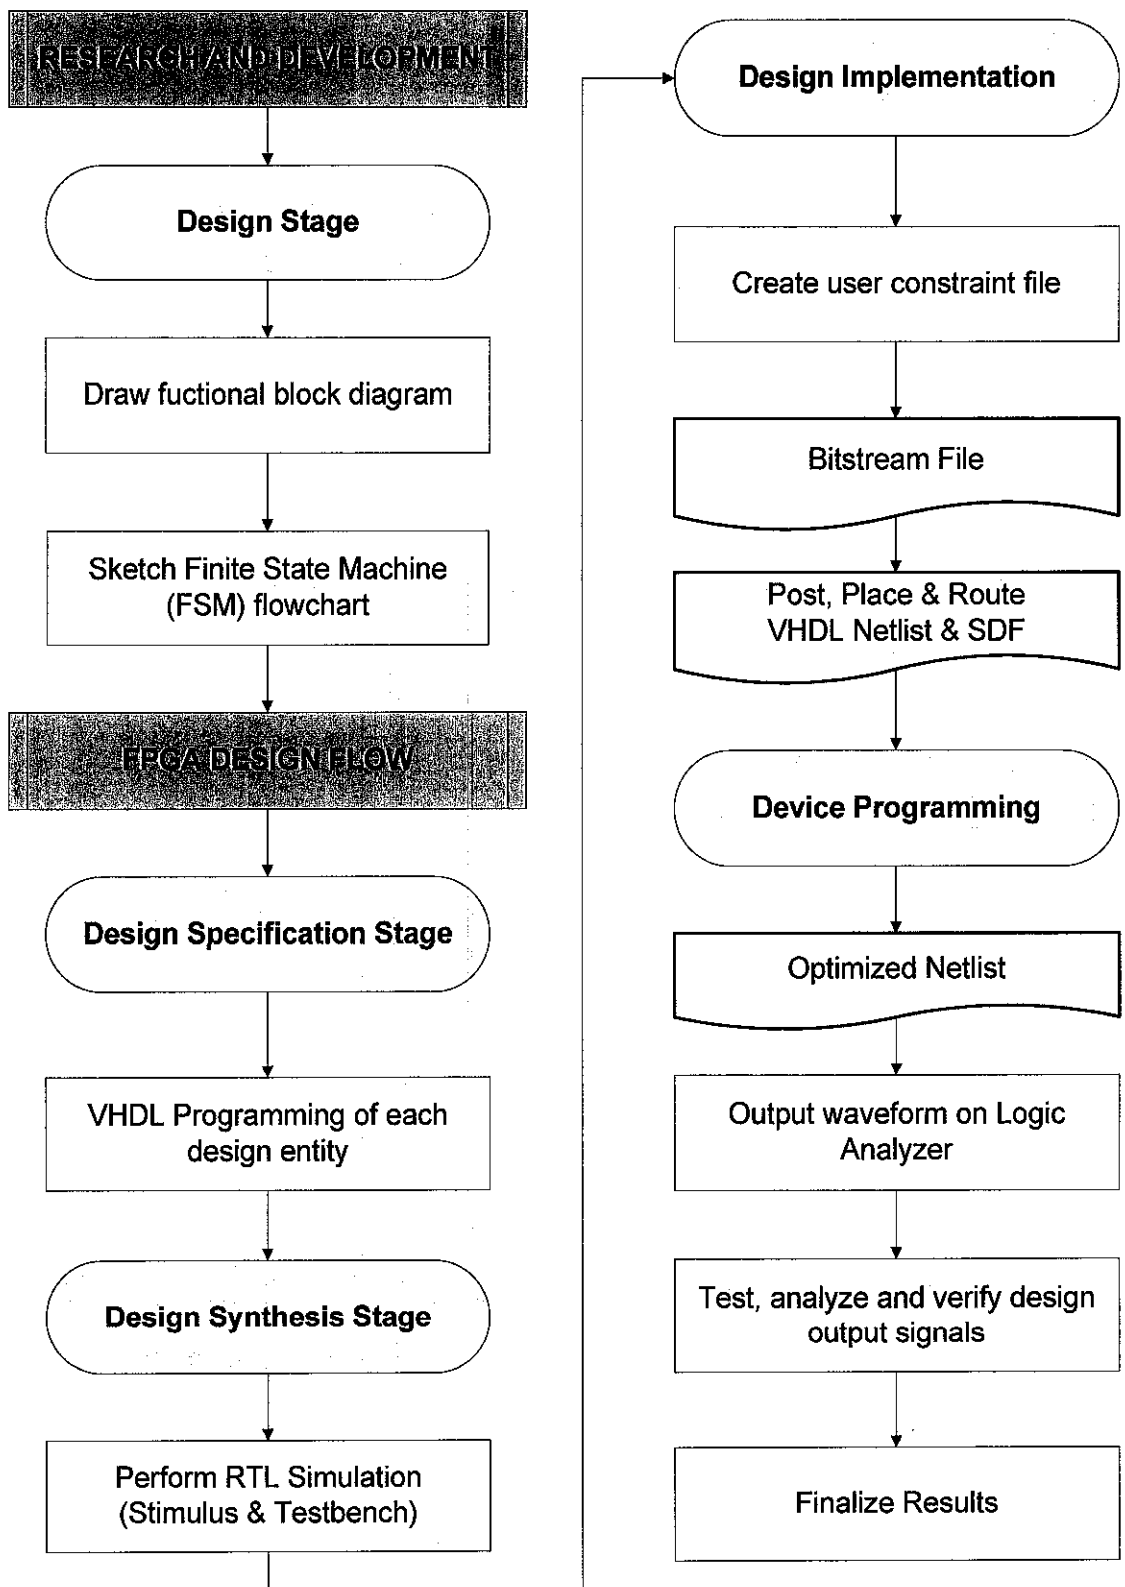 RESEARCH AND DEVELOPMENT
Design Stage
Draw fuctional block diagram
Sketch Finite State Machine
(FSM) flowchart
FPGA DESIGN FLOW
Design Specification Stage
VHDL Programming of each
design entity
Design Synthesis Stage
Perform RTL Simulation
(Stimulus & Testbench)
Design Implementation
Create user constraint file
Bitstream File
Post, Place & Route
VHDL Netlist & SDF
Device Programming
Optimized Netlist
Output waveform on Logic
Analyzer
Test, analyze and verify design
output signals
Finalize Results